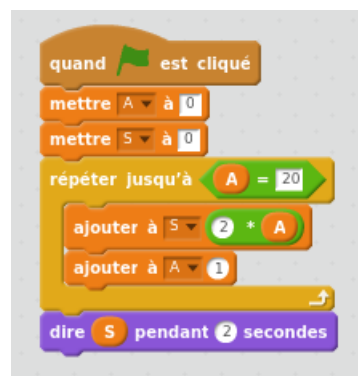 quand est cliqué
mettre A à 0
mettre S à 0
répéter jusqu'à A = 20
ajouter à S 2 * A
ajouter à A 1
dire S pendant 2 secondes